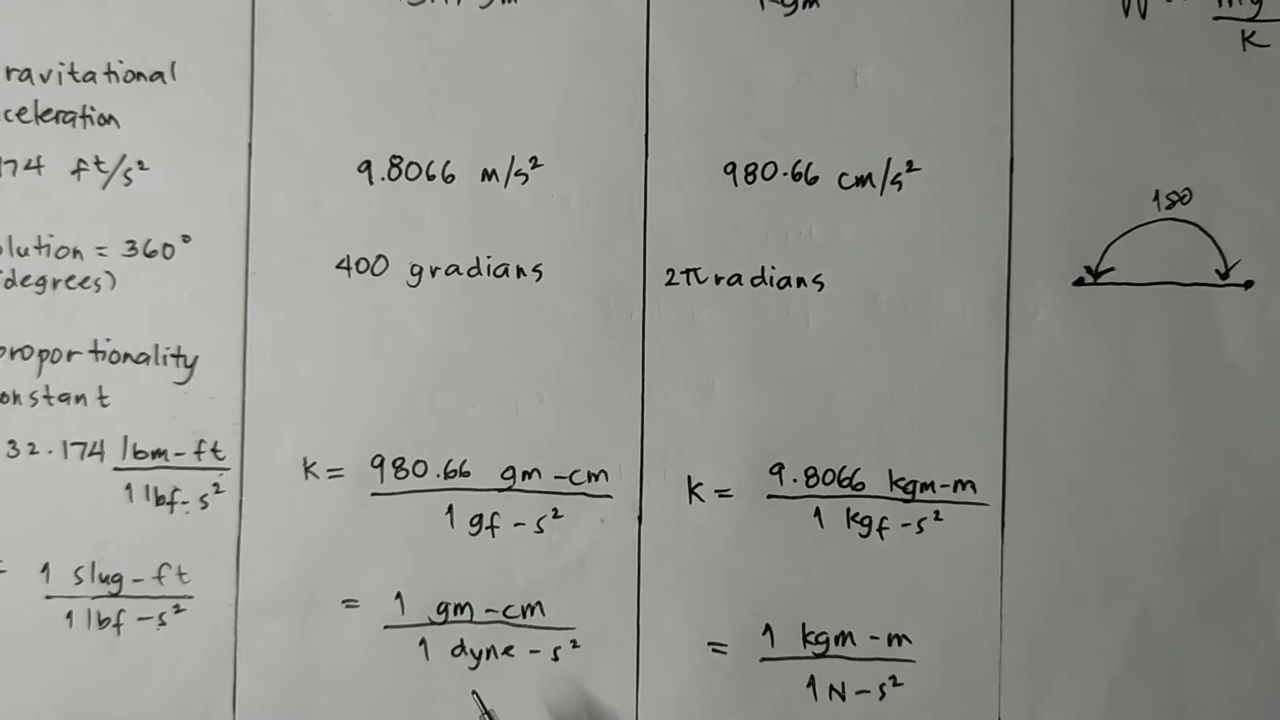 kgm
K
ravitational
celeration
174 ft/s²
9.8066 m/s²
980.66 cm/s²
180
lution = 360°
degrees)
400 gradians
2π radians
proportionality
onstant
32.174 lbm-ft
1 lbf-s²
K = 980.66 gm-cm
1 gf-s²
K = 9.8066 kgm-m
1 kgf-s²
= 1 slug-ft
1 lbf-s²
= 1 gm-cm
1 dyne-s²
= 1 kgm-m
1 N-s²